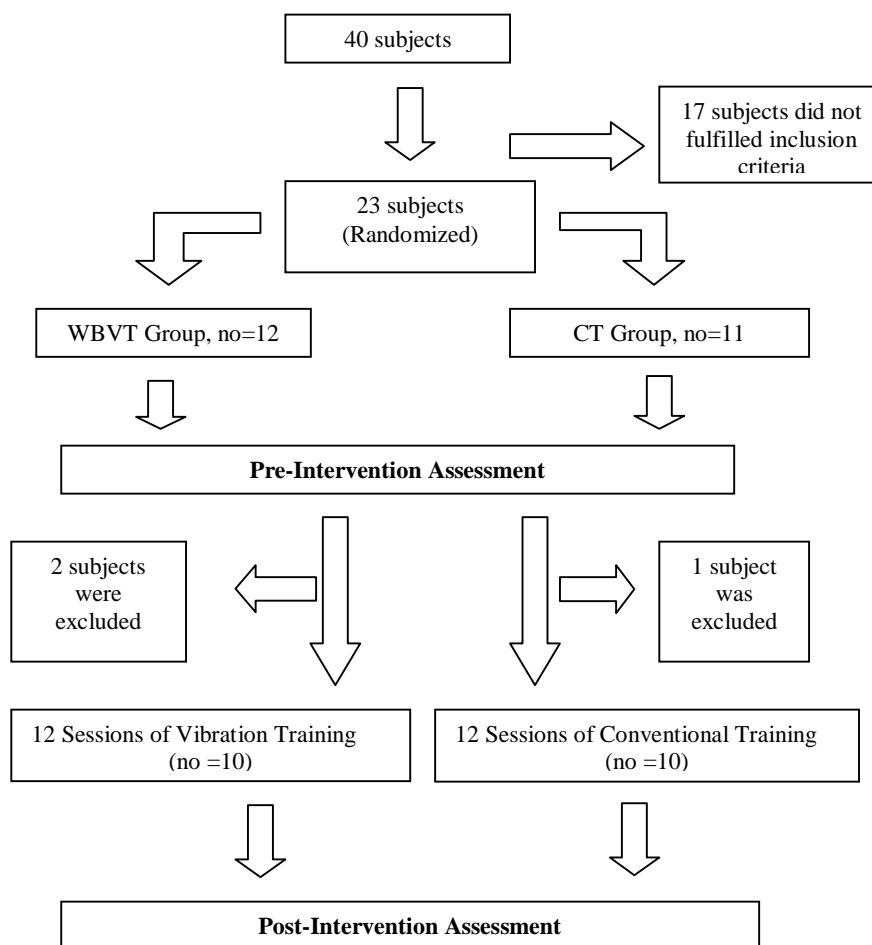 40 subjects
17 subjects did not
fulfilled inclusion
criteria
23 subjects
(Randomized)
WBVT Group, no=12
CT Group, no=11
Pre-Intervention Assessment
2 subjects
were
excluded
1 subject
was
excluded
12 Sessions of Vibration Training
(no =10)
12 Sessions of Conventional Training
(no =10)
Post-Intervention Assessment